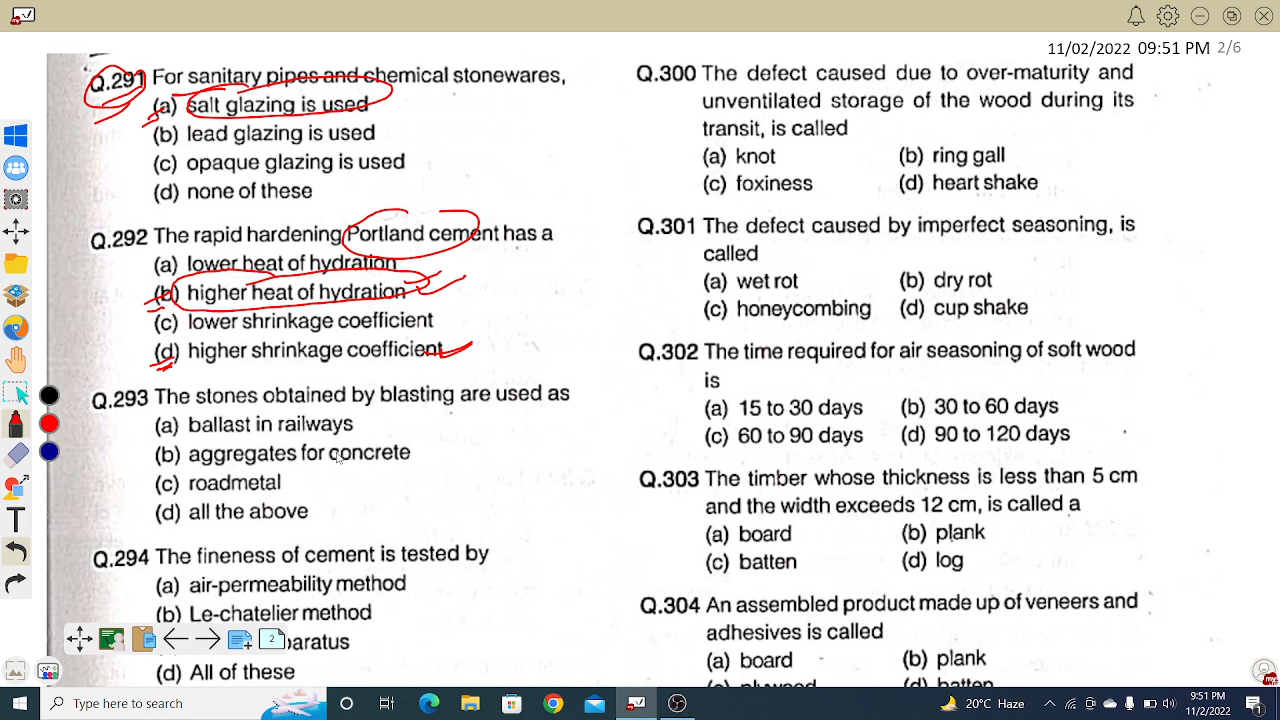 11/02/2022 09:51 PM 2/6
Q.291 For sanitary pipes and chemical stonewares,
(a) salt glazing is used
(b) lead glazing is used
(c) opaque glazing is used
(d) none of these
Q.292 The rapid hardening Portland cement has a
(a) lower heat of hydration
(b) higher heat of hydration
(c) lower shrinkage coefficient
(d) higher shrinkage coefficient
Q.293 The stones obtained by blasting are used as
(a) ballast in railways
(b) aggregates for concrete
(c) roadmetal
(d) all the above
Q.294 The fineness of cement is tested by
(a) air-permeability method
(b) Le-chatelier method
paratus
(d) All of these
Q.300 The defect caused due to over-maturity and
unventilated storage of the wood during its
transit, is called
(a) knot (b) ring gall
(c) foxiness (d) heart shake
Q.301 The defect caused by imperfect seasoning, is
called
(a) wet rot (b) dry rot
(c) honeycombing (d) cup shake
Q.302 The time required for air seasoning of soft wood
is
(a) 15 to 30 days (b) 30 to 60 days
(c) 60 to 90 days (d) 90 to 120 days
Q.303 The timber whose thickness is less than 5 cm
and the width exceeds 12 cm, is called a
(a) board (b) plank
(c) batten (d) log
Q.304 An assembled product made up of veneers and
adhesives is called
(a) board (b) plank
(c) plywood (d) batten
T
2
Type here to search
20°C Haze
9:51 PM
11/2/2022